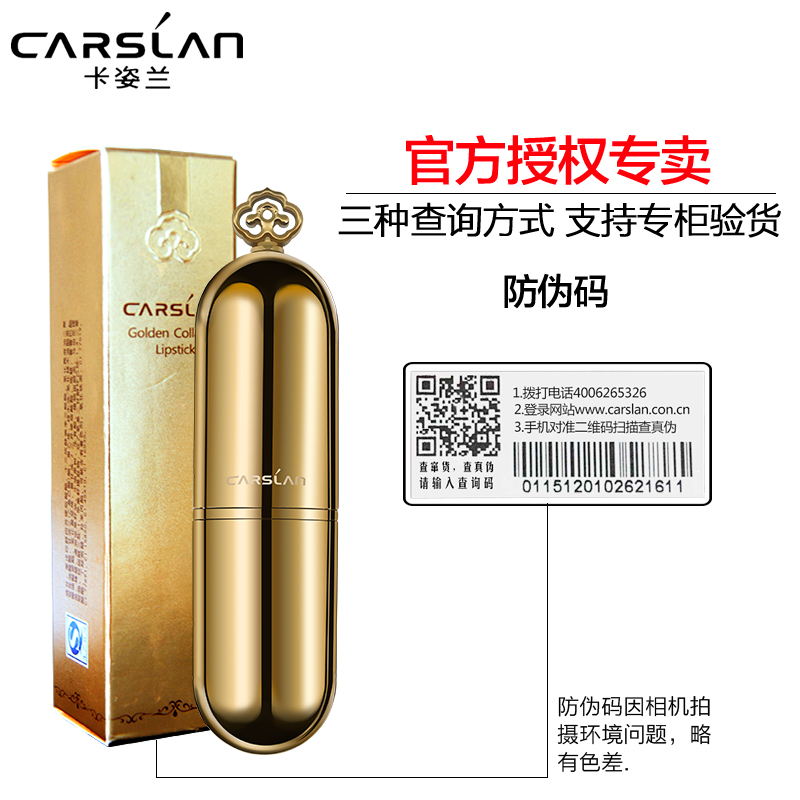 CARSLAN
卡姿兰
官方授权专卖
三种查询方式 支持专柜验货
防伪码
CARSL
Golden Colla
Lipstick
CARSLAN
1.拨打电话4006265326
2.登录网站www.carslan.con.cn
3.手机对准二维码扫描查真伪
查窜货,查真伪
请输入查询码
0115120102621611
防伪码因相机拍
摄环境问题，略
有色差.